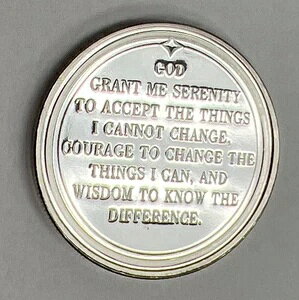 GOD
GRANT ME SERENITY
TO ACCEPT THE THINGS
I CANNOT CHANGE,
COURAGE TO CHANGE THE
THINGS I CAN, AND
WISDOM TO KNOW THE
DIFFERENCE.